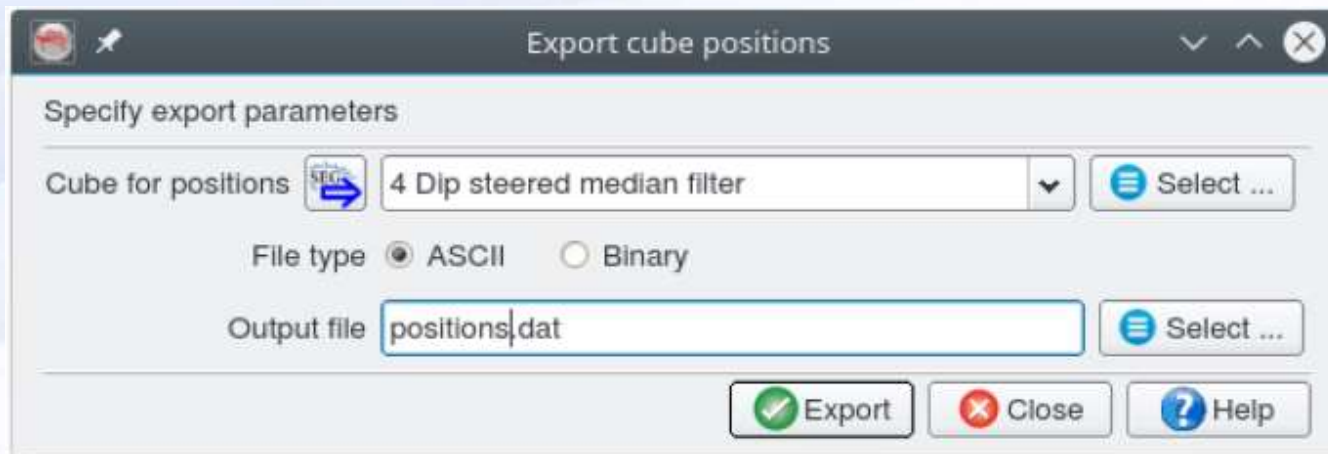 Export cube positions
Specify export parameters
Cube for positions SEG 4 Dip steered median filter Select ...
File type ASCII Binary
Output file positions.dat Select ...
Export Close Help